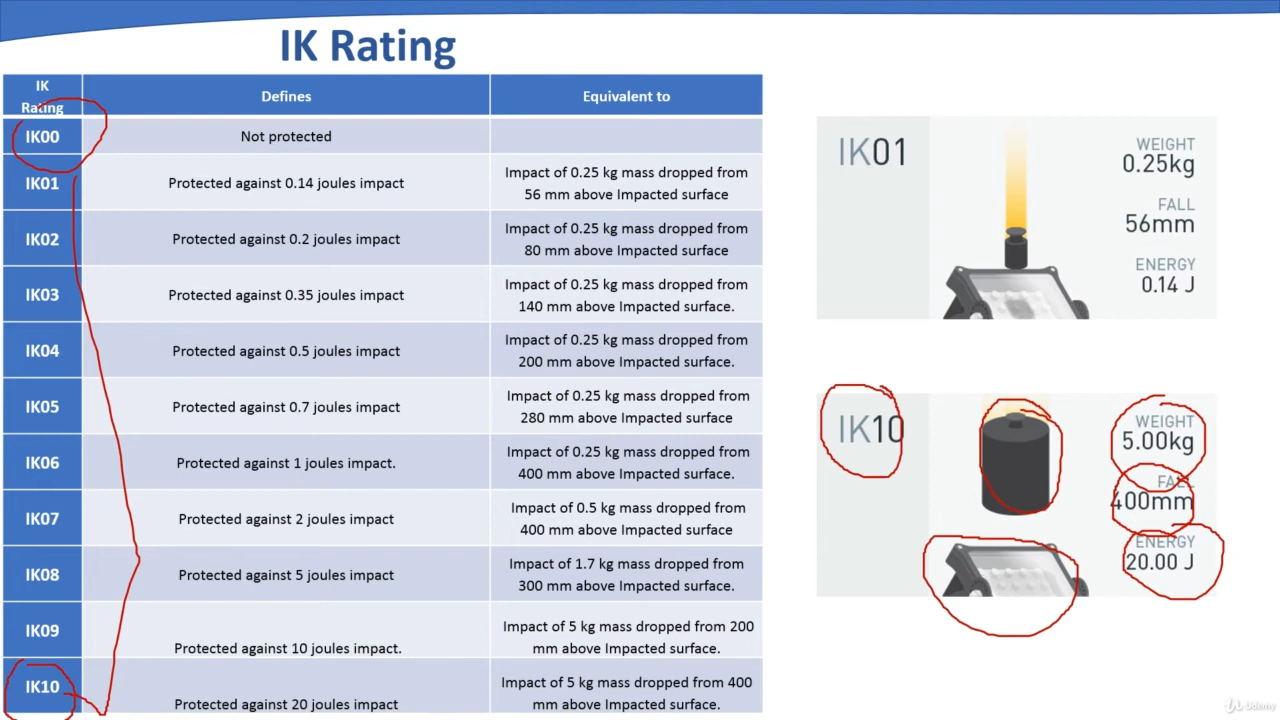 IK Rating
IK
Rating
Defines
Equivalent to
IK00
Not protected
IK01
Protected against 0.14 joules impact
Impact of 0.25 kg mass dropped from
56 mm above Impacted surface
IK02
Protected against 0.2 joules impact
Impact of 0.25 kg mass dropped from
80 mm above Impacted surface
IK03
Protected against 0.35 joules impact
Impact of 0.25 kg mass dropped from
140 mm above Impacted surface.
IK04
Protected against 0.5 joules impact
Impact of 0.25 kg mass dropped from
200 mm above Impacted surface.
IK05
Protected against 0.7 joules impact
Impact of 0.25 kg mass dropped from
280 mm above Impacted surface
IK06
Protected against 1 joules impact.
Impact of 0.25 kg mass dropped from
400 mm above Impacted surface.
IK07
Protected against 2 joules impact
Impact of 0.5 kg mass dropped from
400 mm above Impacted surface
IK08
Protected against 5 joules impact
Impact of 1.7 kg mass dropped from
300 mm above Impacted surface.
IK09
Protected against 10 joules impact.
Impact of 5 kg mass dropped from 200
mm above Impacted surface.
IK10
Protected against 20 joules impact
Impact of 5 kg mass dropped from 400
mm above Impacted surface.
IK01
WEIGHT
0.25kg
FALL
56mm
ENERGY
0.14 J
IK10
WEIGHT
5.00kg
FALL
400mm
ENERGY
20.00 J
Udemy